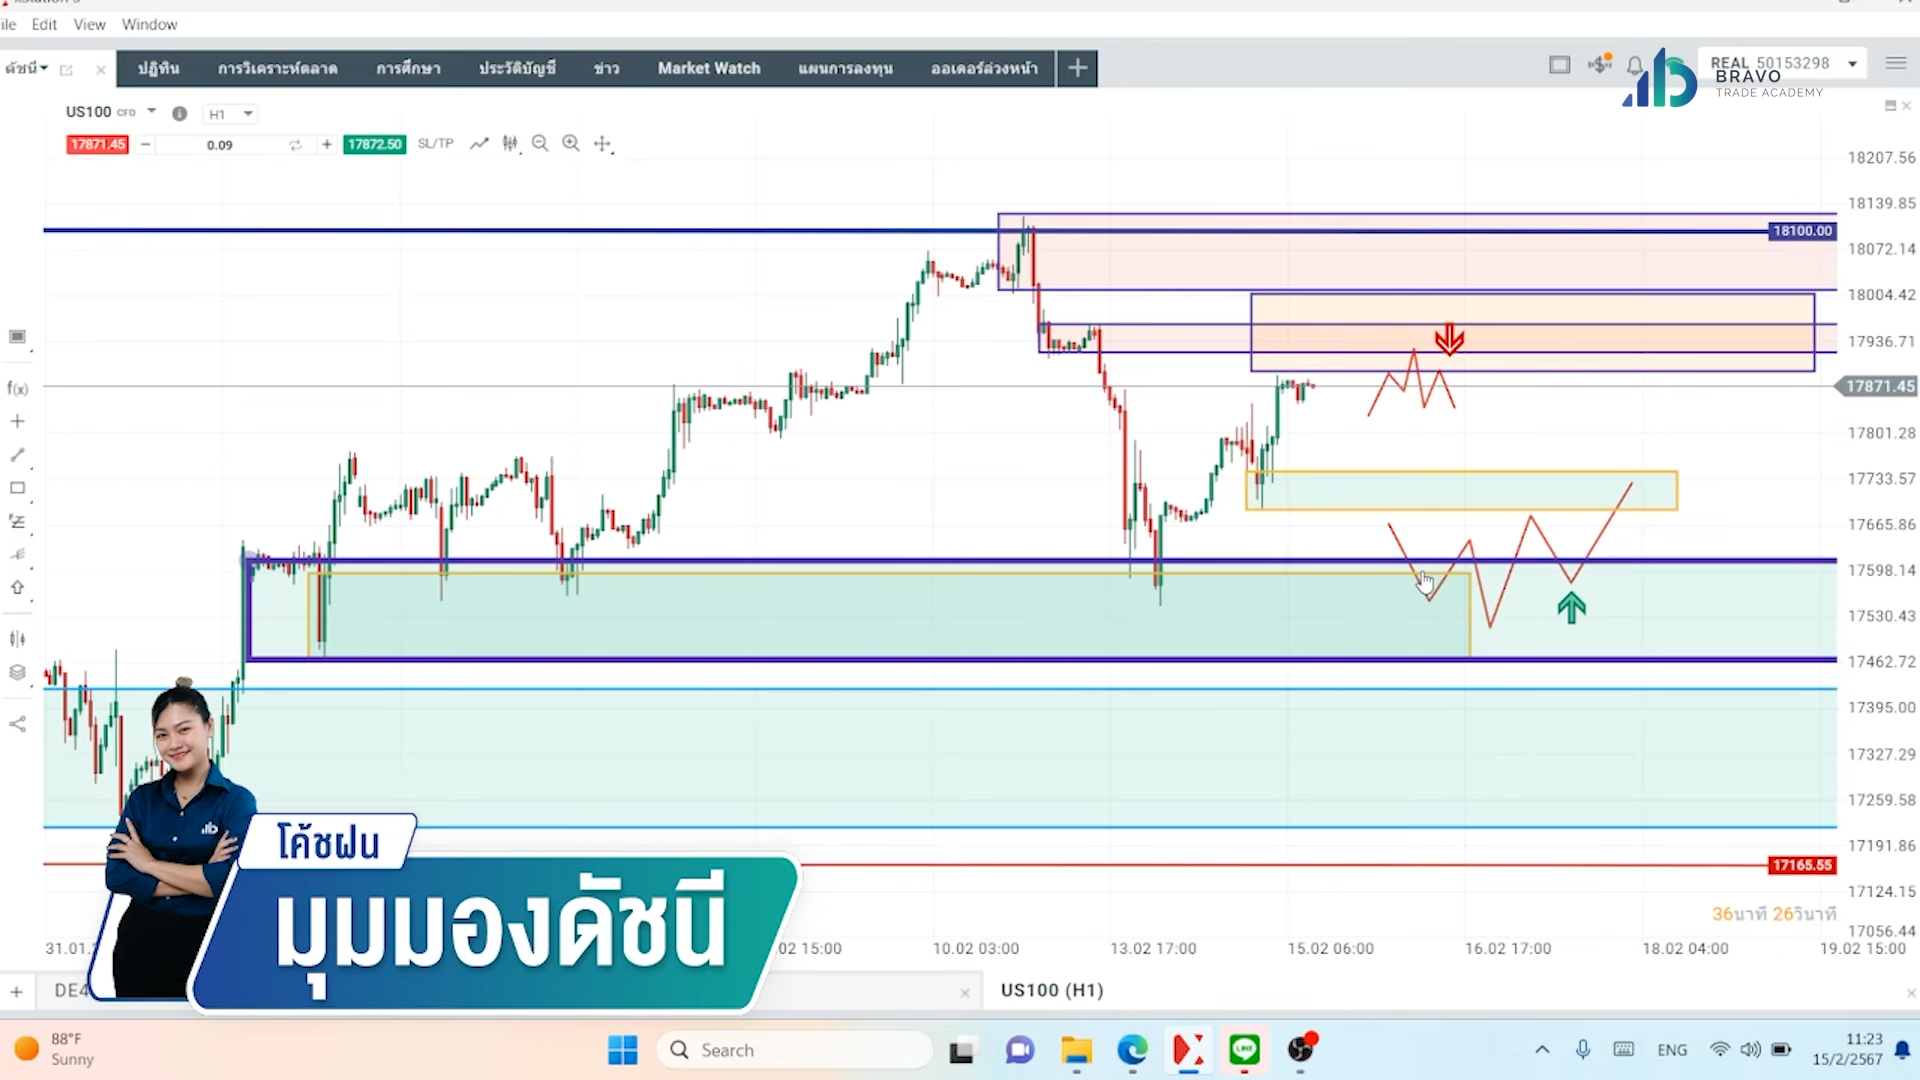 File Edit View Window
ดัชนี ปฏิทิน การวิเคราะห์ตลาด การศึกษา ประวัติบัญชี ข่าว Market Watch แผนการลงทุน ออเดอร์ล่วงหน้า
REAL 50153298
BRAVO
TRADE ACADEMY
US100 CFD H1
17871.45 0.09 17872.50 SL/TP
18207.56
18139.85
18100.00
18072.14
18004.42
17936.71
17871.45
17801.28
17733.57
17665.86
17598.14
17530.43
17462.72
17395.00
17327.29
17259.58
17191.86
17165.55
17124.15
17056.44
f(x)
36นาที 26วินาที
โค้ชฝน
มุมมองดัชนี
31.01. 02 15:00 10.02 03:00 13.02 17:00 15.02 06:00 16.02 17:00 18.02 04:00 19.02 15:00
DE4 US100 (H1)
88°F
Sunny
Search
LINE
ENG
11:23
15/2/2567